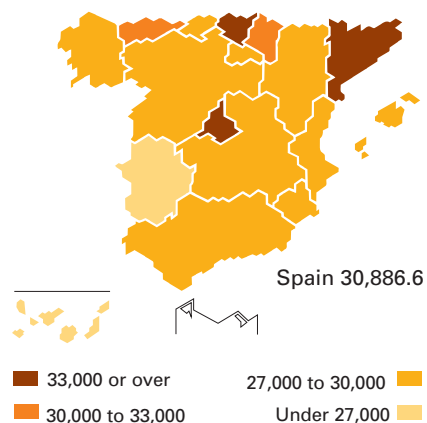 Spain 30,886.6
33,000 or over
27,000 to 30,000
30,000 to 33,000
Under 27,000